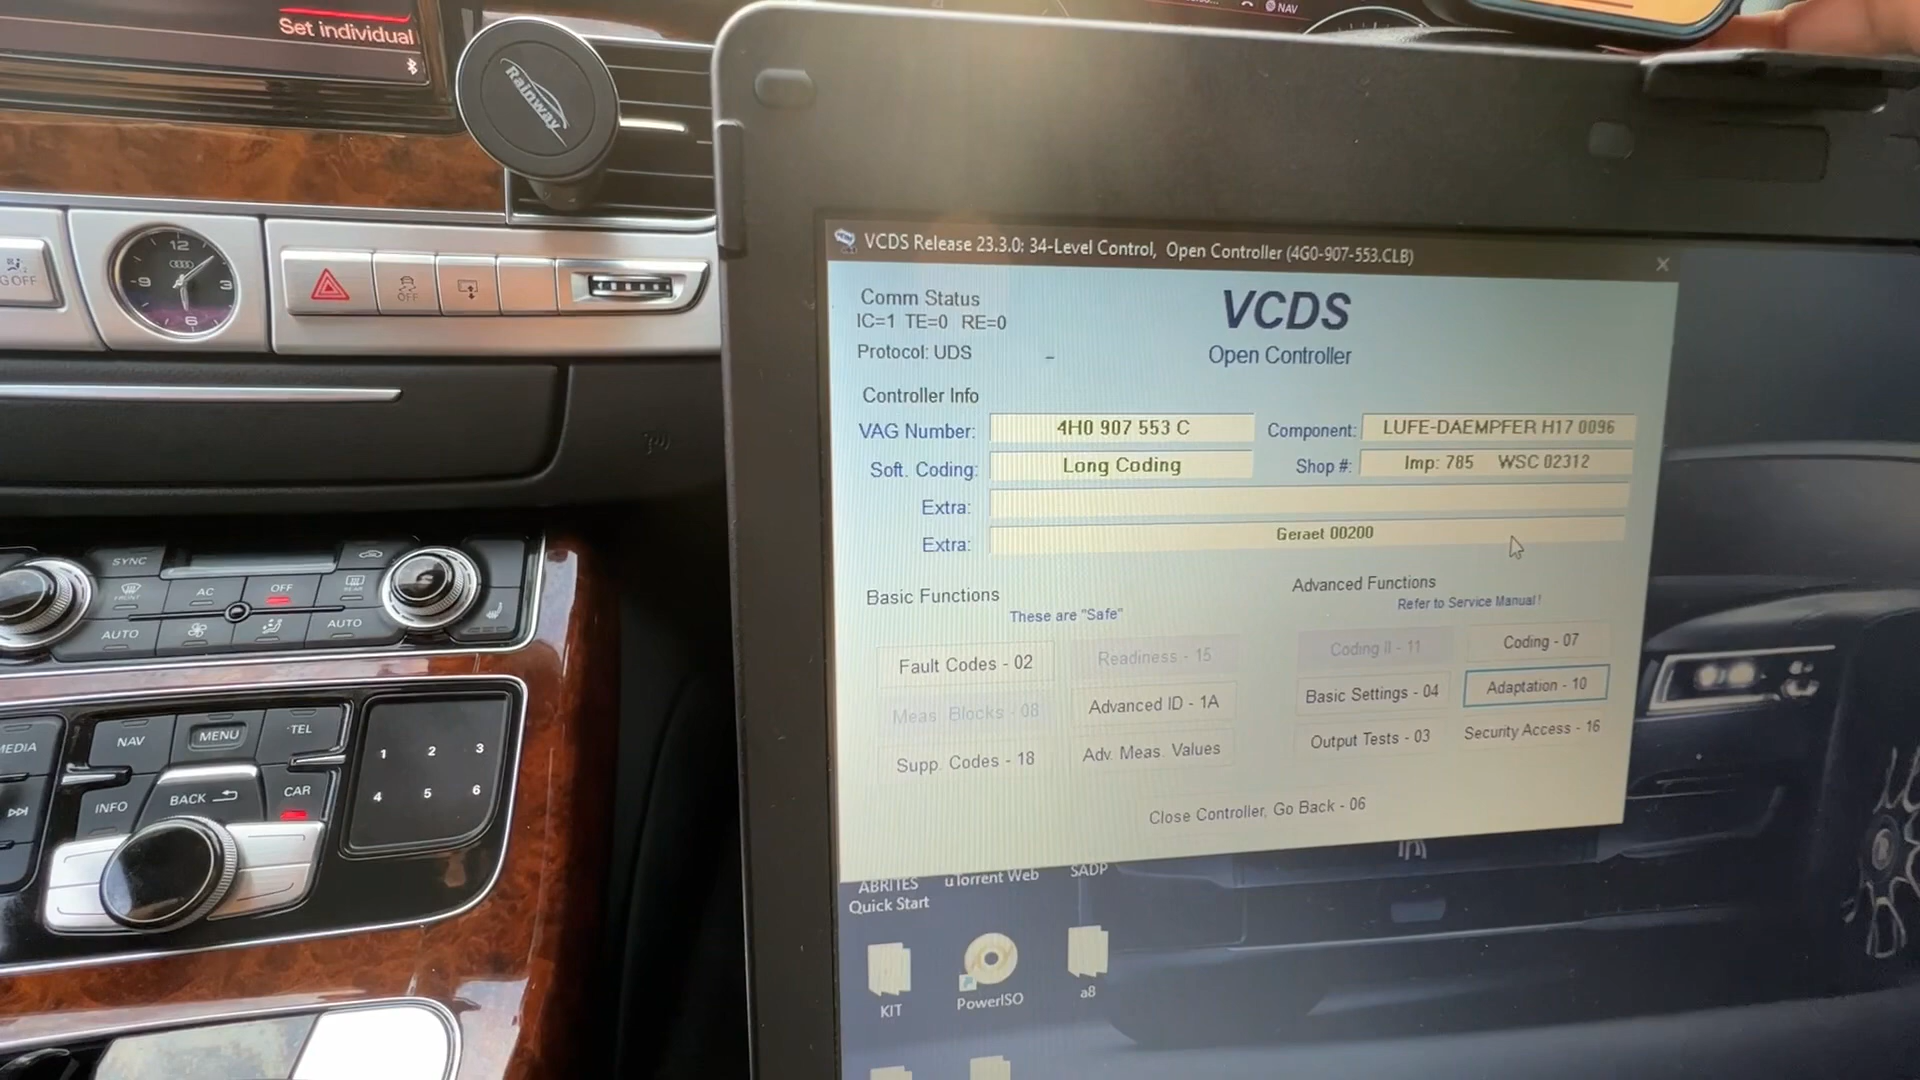 Set individual
NAV
Rainway
12
3
6
9
OFF
OFF
SYNC
FRONT
AC
OFF
REAR
AUTO
AUTO
MEDIA
NAV
MENU
TEL
INFO
BACK
CAR
1 2 3
4 5 6
VCDS Release 23.3.0: 34-Level Control, Open Controller (4G0-907-553.CLB)
Comm Status
IC=1 TE=0 RE=0
Protocol: UDS
VCDS
Open Controller
Controller Info
VAG Number: 4H0 907 553 C Component: LUFE-DAEMPFER H17 0096
Soft. Coding: Long Coding Shop #: Imp: 785 WSC 02312
Extra:
Extra: Geraet 00200
Basic Functions
These are "Safe"
Advanced Functions
Refer to Service Manual!
Fault Codes - 02 Readiness - 15 Coding II - 11 Coding - 07
Meas. Blocks - 08 Advanced ID - 1A Basic Settings - 04 Adaptation - 10
Supp. Codes - 18 Adv. Meas. Values Output Tests - 03 Security Access - 16
Close Controller, Go Back - 06
ABRITES
Quick Start
uTorrent Web
SADP
KIT
PowerISO
a8